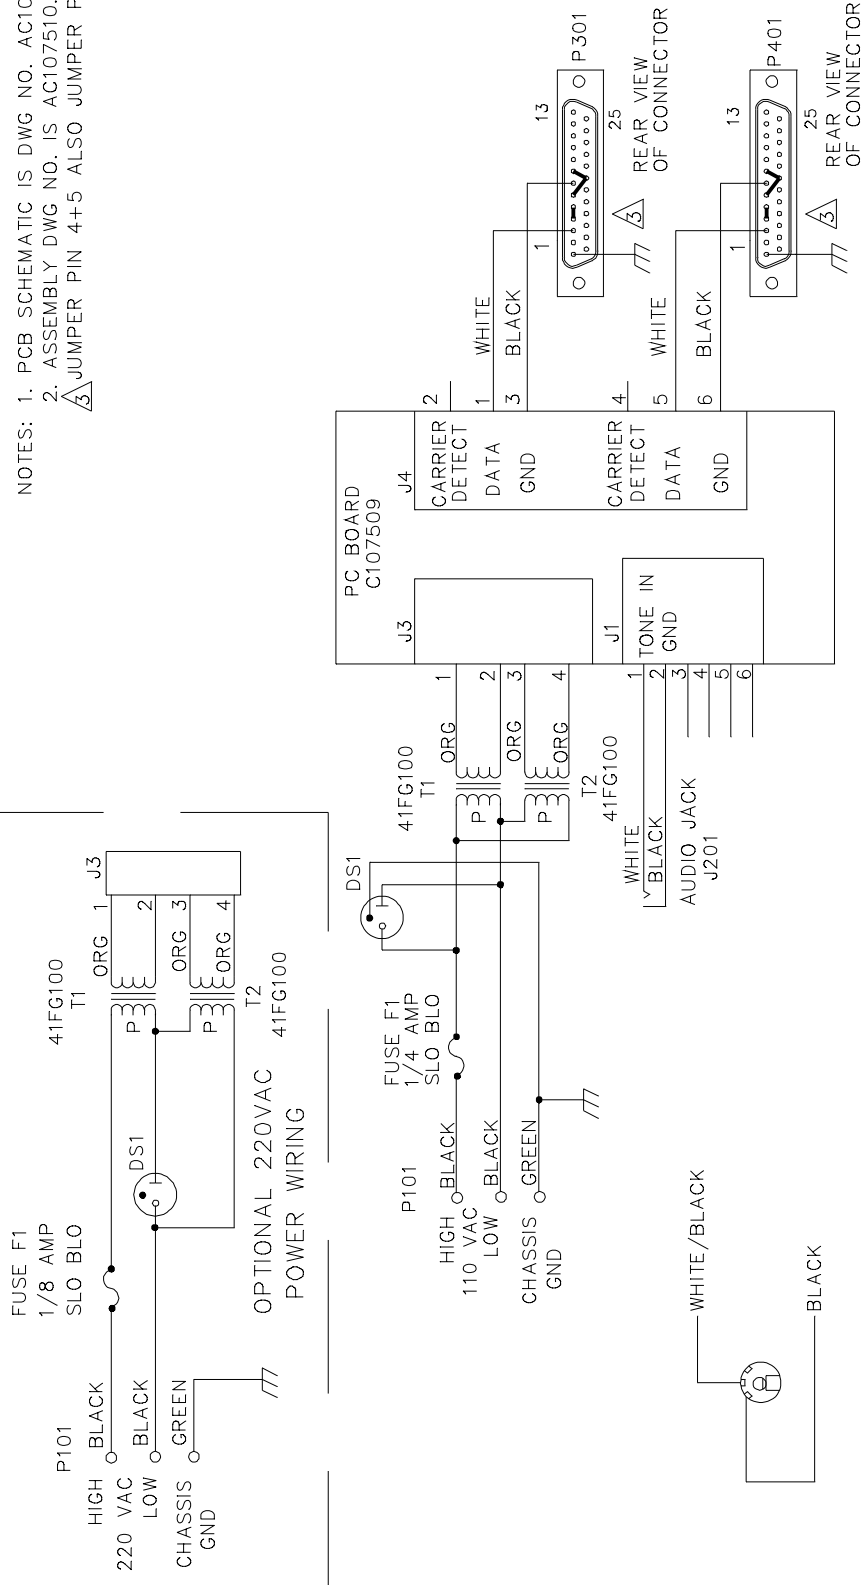 NOTES: 1. PCB SCHEMATIC IS DWG NO. AC10
2. ASSEMBLY DWG NO. IS AC107510.
3 JUMPER PIN 4+5 ALSO JUMPER P
FUSE F1
1/8 AMP
SLO BLO
P101
HIGH
220 VAC
LOW
CHASSIS
GND
BLACK
BLACK
GREEN
DS1
OPTIONAL 220VAC
POWER WIRING
41FG100
T1
P
P
T2
41FG100
ORG
ORG
ORG
1
2
3
4
J3
P101
HIGH
110 VAC
LOW
CHASSIS
GND
BLACK
BLACK
GREEN
FUSE F1
1/4 AMP
SLO BLO
DS1
41FG100
T1
P
P
T2
41FG100
ORG
ORG
ORG
1
2
3
4
J3
PC BOARD
C107509
J4
CARRIER
DETECT
DATA
GND
CARRIER
DETECT
DATA
GND
2
1
3
4
5
6
WHITE
BLACK
WHITE
BLACK
J1
TONE IN
GND
1
2
3
4
5
6
WHITE
BLACK
AUDIO JACK
J201
1
13
25
P301
3
REAR VIEW
OF CONNECTOR
1
13
25
P401
3
REAR VIEW
OF CONNECTOR
WHITE/BLACK
BLACK